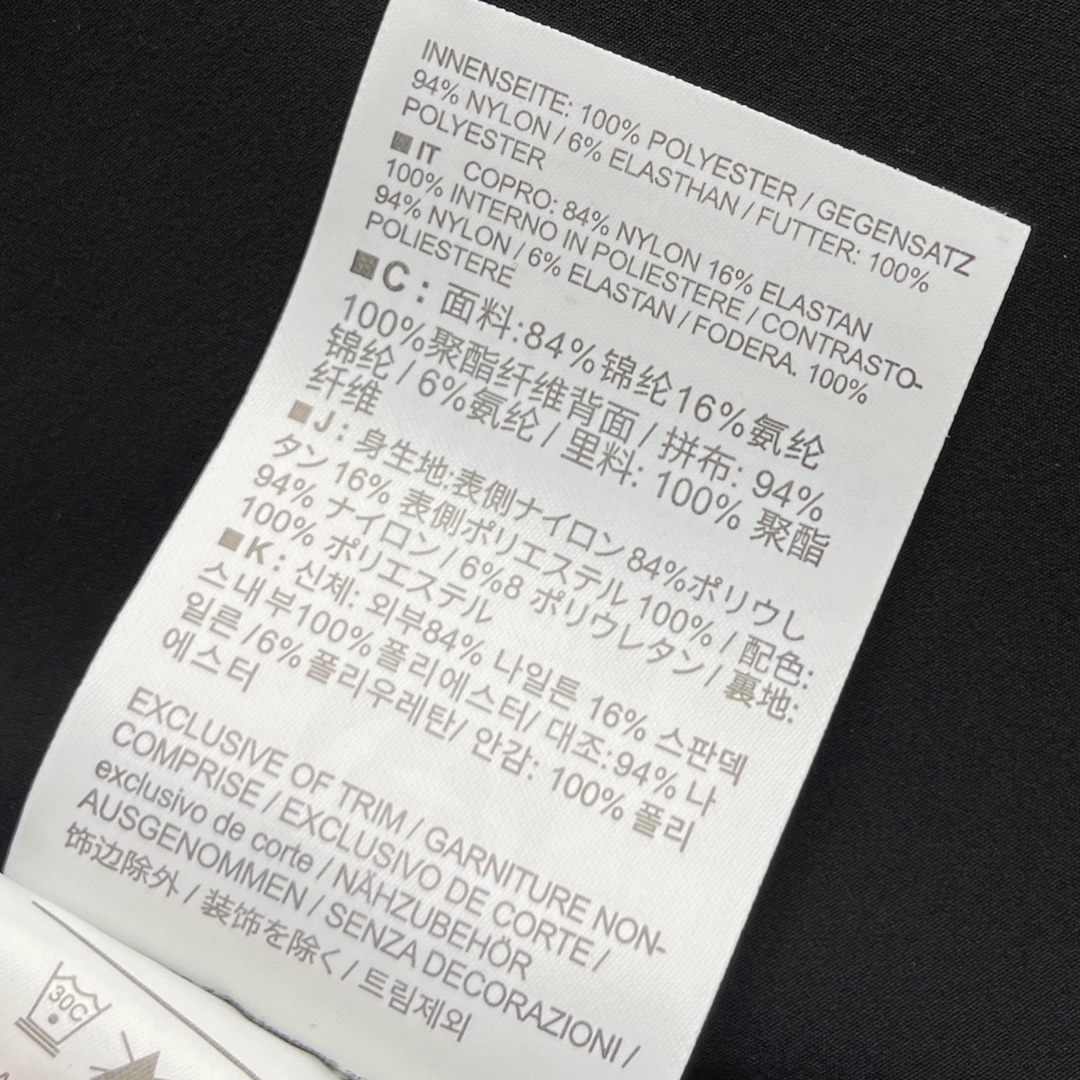 INNENSEITE: 100% POLYESTER / GEGENSATZ
94% NYLON / 6% ELASTHAN / FUTTER: 100%
POLYESTER
IT COPRO: 84% NYLON 16% ELASTAN
100% INTERNO IN POLIESTERE / CONTRASTO-
94% NYLON / 6% ELASTAN / FODERA. 100%
POLIESTERE
C : 面料:84%锦纶16%氨纶
100%聚酯纤维背面 / 拼布: 94%
锦纶 / 6%氨纶 / 里料: 100% 聚酯
纤维
J : 身生地:表側ナイロン 84%ポリウし
タン 16% 表側ポリエステル 100% / 配色:
94% ナイロン / 6%8 ポリウレタン / 裏地:
100% ポリエステル
K : 신체: 외부84% 나일튼 16% 스판덱
스내부100% 폴리에스터/ 대조:94% 나
일튼 /6% 폴리우레탄/ 안감: 100% 폴리
에스터
EXCLUSIVE OF TRIM / GARNITURE NON-
COMPRISE / EXCLUSIVO DE CORTE /
exclusivo de corte / NÄHZUBEHÖR
AUSGENOMMEN / SENZA DECORAZIONI /
饰边除外 / 装饰を除く / 트림제외
30C